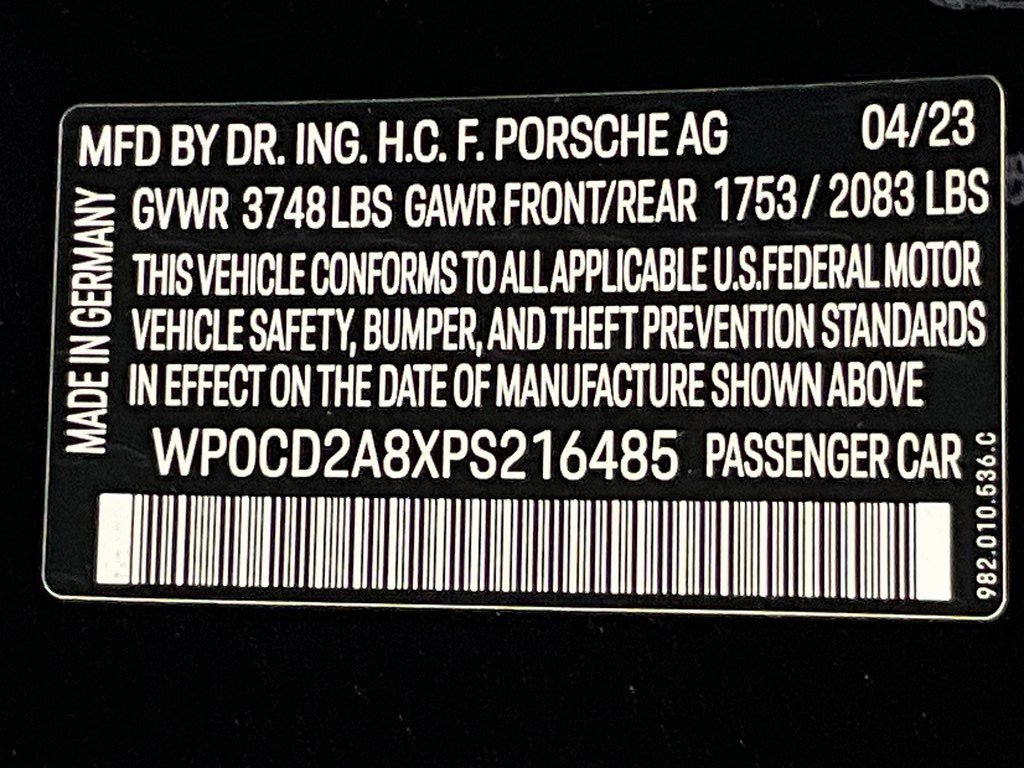 MFD BY DR. ING. H.C. F. PORSCHE AG 04/23
GVWR 3748 LBS GAWR FRONT/REAR 1753 / 2083 LBS
THIS VEHICLE CONFORMS TO ALL APPLICABLE U.S.FEDERAL MOTOR
VEHICLE SAFETY, BUMPER, AND THEFT PREVENTION STANDARDS
IN EFFECT ON THE DATE OF MANUFACTURE SHOWN ABOVE
WP0CD2A8XPS216485 PASSENGER CAR
MADE IN GERMANY
982.010.536.C